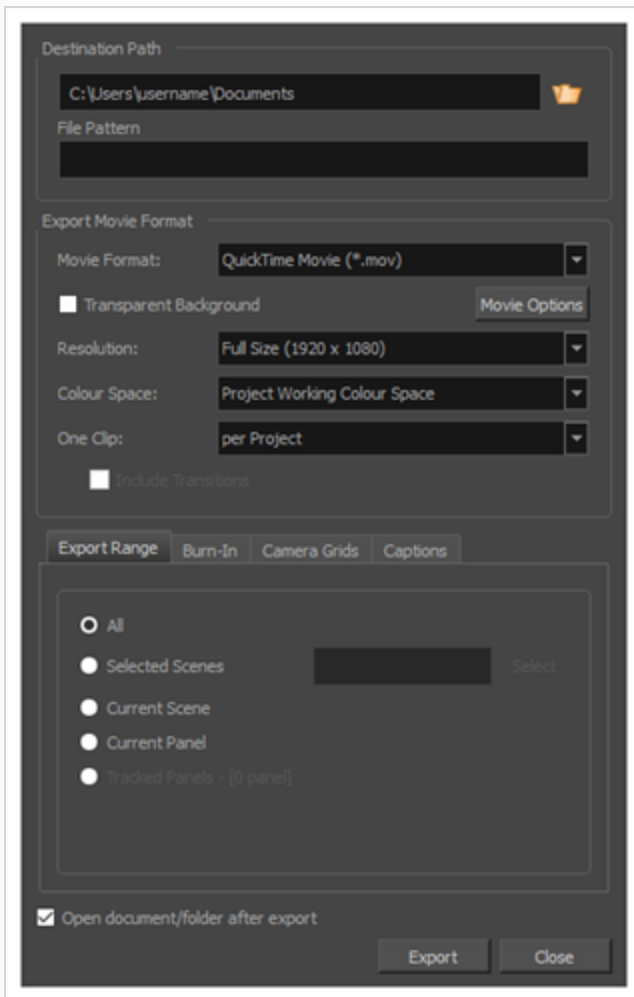 Destination Path
C:\Users\username\Documents
File Pattern
Export Movie Format
Movie Format: QuickTime Movie (*.mov)
Transparent Background Movie Options
Resolution: Full Size (1920 x 1080)
Colour Space: Project Working Colour Space
One Clip: per Project
Include Transitions
Export Range Burn-In Camera Grids Captions
All
Selected Scenes Select
Current Scene
Current Panel
Tracked Panels - [0 panel]
Open document/folder after export
Export Close